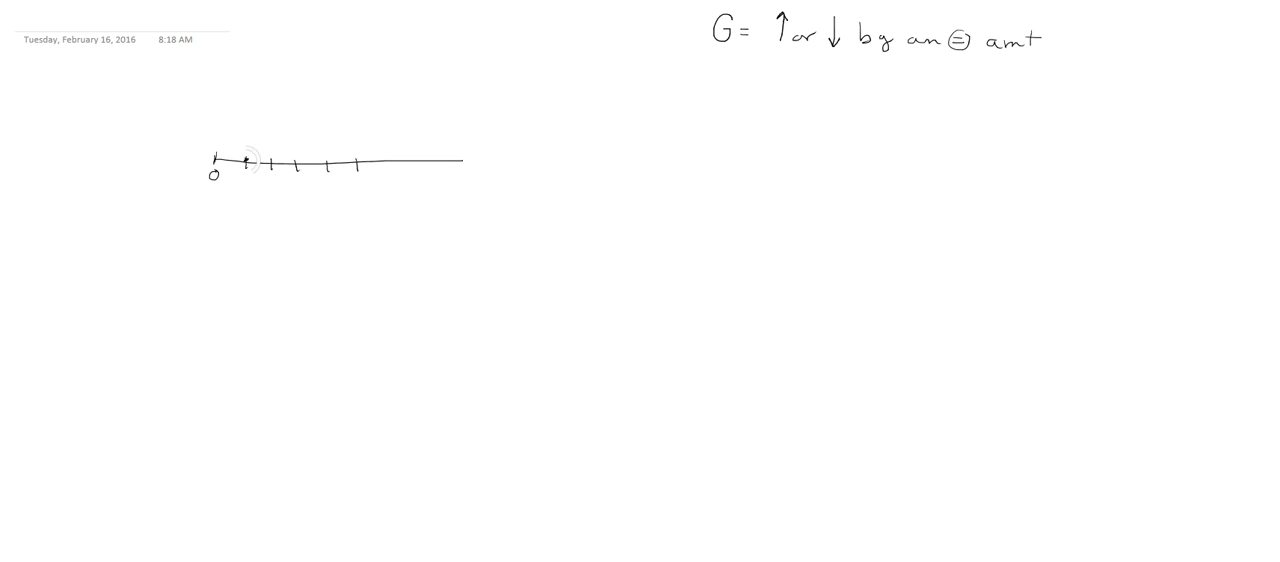 Tuesday, February 16, 2016 8:18 AM
G= ↑or ↓ by an ⊜ amt
0